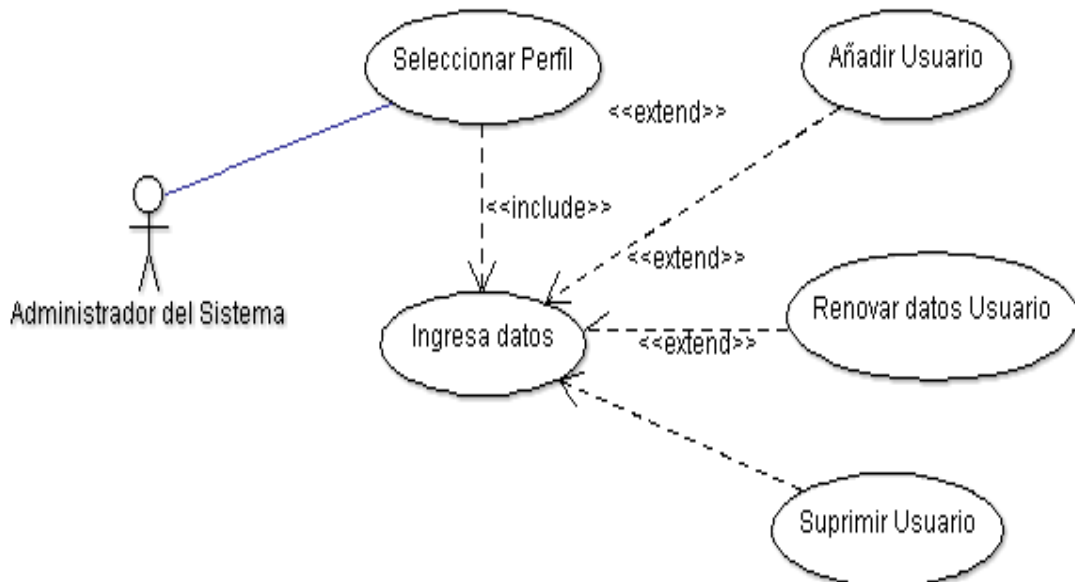 Seleccionar Perfil
Añadir Usuario
<<extend>>
<<include>>
<<extend>>
Administrador del Sistema
Ingresa datos
Renovar datos Usuario
<<extend>>
Suprimir Usuario